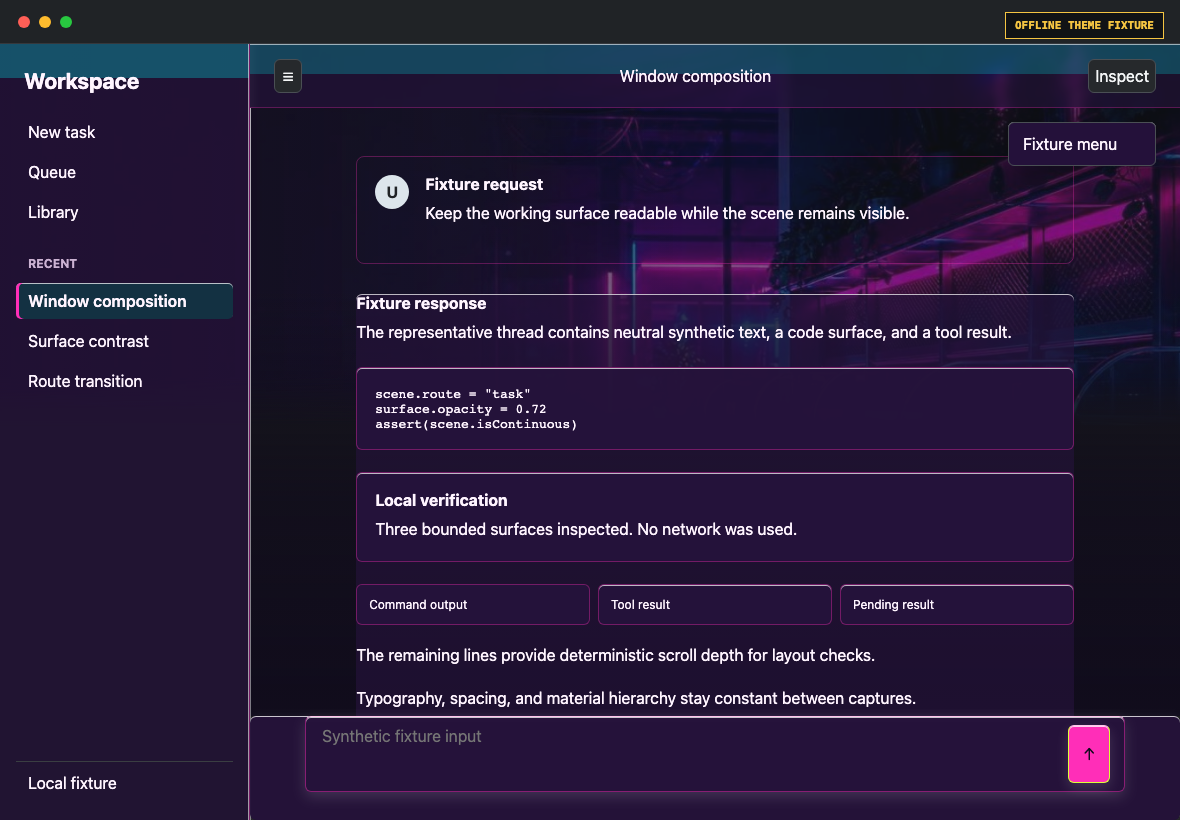 OFFLINE THEME FIXTURE
Workspace
New task
Queue
Library
RECENT
Window composition
Surface contrast
Route transition
Local fixture
Window composition
Inspect
Fixture menu
U
Fixture request
Keep the working surface readable while the scene remains visible.
Fixture response
The representative thread contains neutral synthetic text, a code surface, and a tool result.
scene.route = "task"
surface.opacity = 0.72
assert(scene.isContinuous)
Local verification
Three bounded surfaces inspected. No network was used.
Command output
Tool result
Pending result
The remaining lines provide deterministic scroll depth for layout checks.
Typography, spacing, and material hierarchy stay constant between captures.
Synthetic fixture input